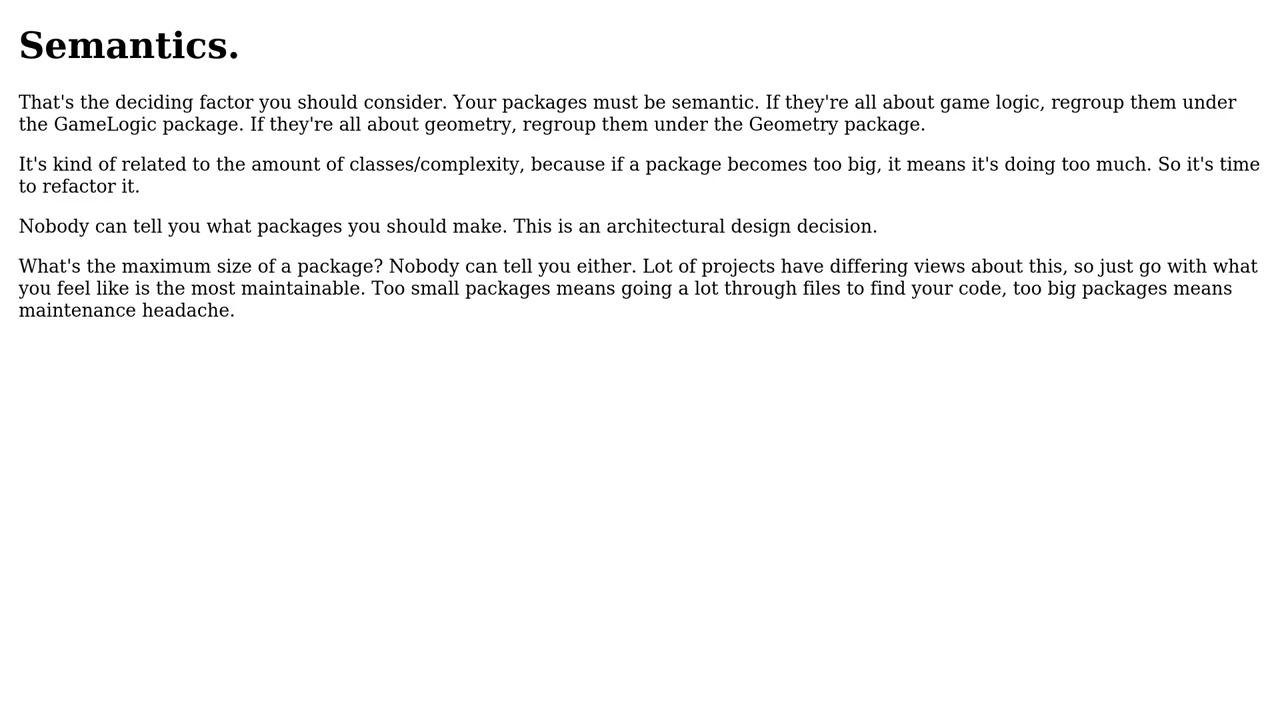 Semantics.
That's the deciding factor you should consider. Your packages must be semantic. If they're all about game logic, regroup them under
the GameLogic package. If they're all about geometry, regroup them under the Geometry package.
It's kind of related to the amount of classes/complexity, because if a package becomes too big, it means it's doing too much. So it's time
to refactor it.
Nobody can tell you what packages you should make. This is an architectural design decision.
What's the maximum size of a package? Nobody can tell you either. Lot of projects have differing views about this, so just go with what
you feel like is the most maintainable. Too small packages means going a lot through files to find your code, too big packages means
maintenance headache.